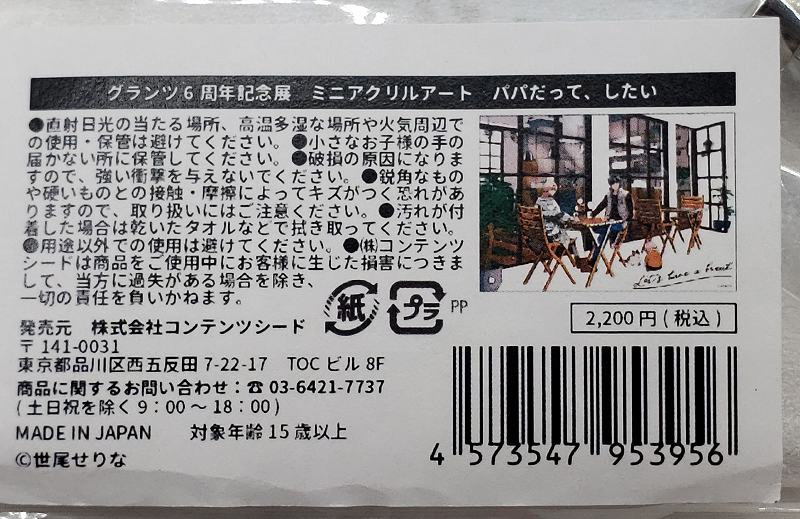 グランツ6周年記念展　ミニアクリルアート　パパだって、したい
●直射日光の当たる場所、高温多湿な場所や火気周辺で
の使用・保管は避けてください。●小さなお子様の手の
届かない所に保管してください。●破損の原因になりま
すので、強い衝撃を与えないでください。●鋭角なもの
や硬いものとの接触・摩擦によってキズがつく恐れがあ
りますので、取り扱いにはご注意ください。●汚れが付
着した場合は乾いたタオルなどで拭き取ってください。
●用途以外での使用は避けてください。●㈱コンテンツ
シードは商品をご使用中にお客様に生じた損害につきま
して、当方に過失がある場合を除き、
一切の責任を負いかねます。
紙 プラ PP
Let's have a break
2,200円(税込)
発売元　株式会社コンテンツシード
〒141-0031
東京都品川区西五反田7-22-17　TOCビル8F
商品に関するお問い合わせ：☎03-6421-7737
(土日祝を除く9：00～18：00)
MADE IN JAPAN　対象年齢15歳以上
©世尾せりな
4 573547 953956